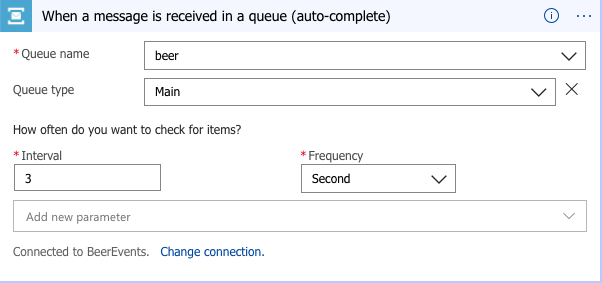 When a message is received in a queue (auto-complete)
* Queue name
beer
Queue type
Main
How often do you want to check for items?
* Interval
* Frequency
3
Second
Add new parameter
Connected to BeerEvents. Change connection.